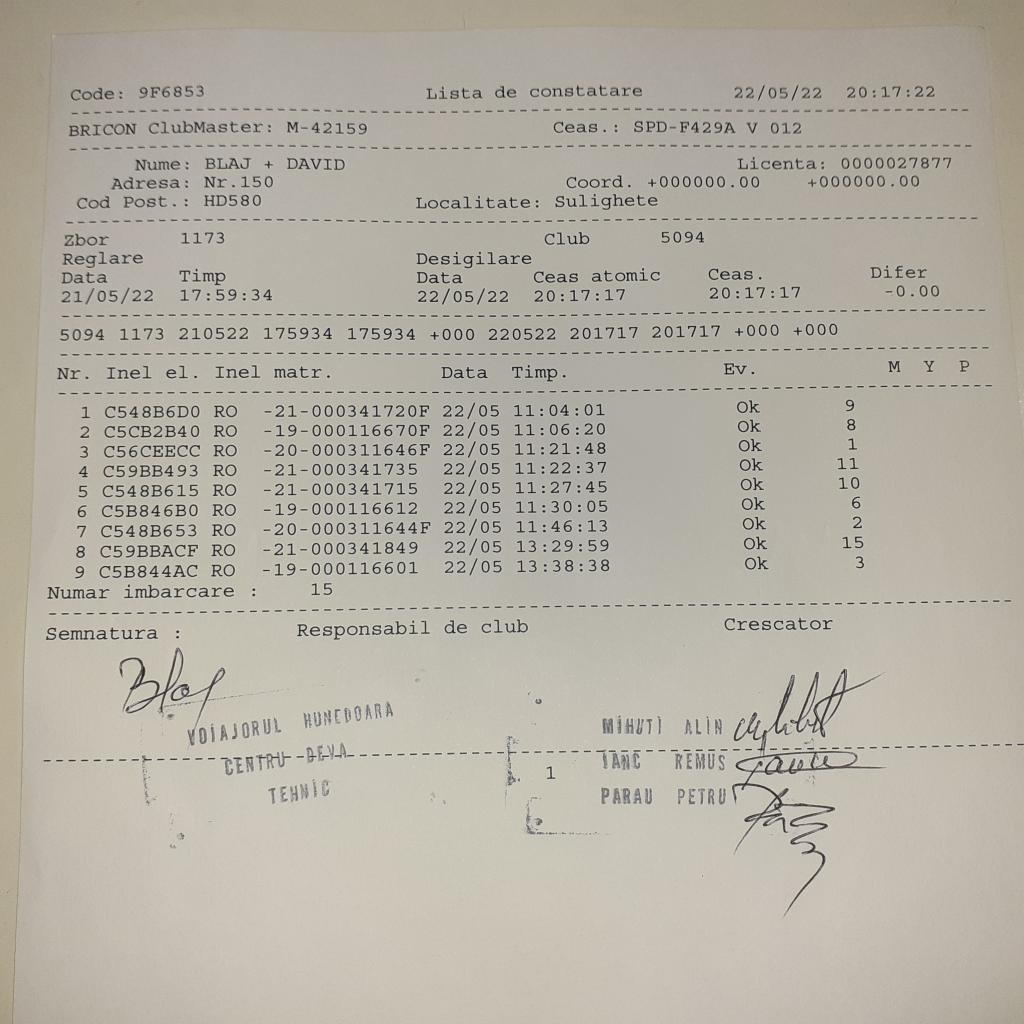 Code: 9F6853 Lista de constatare 22/05/22 20:17:22
BRICON ClubMaster: M-42159 Ceas.: SPD-F429A V 012
Nume: BLAJ + DAVID Licenta: 0000027877
Adresa: Nr.150 Coord. +000000.00 +000000.00
Cod Post.: HD580 Localitate: Sulighete
Zbor 1173 Club 5094
Reglare Desigilare
Data Timp Data Ceas atomic Ceas. Difer
21/05/22 17:59:34 22/05/22 20:17:17 20:17:17 -0.00
5094 1173 210522 175934 175934 +000 220522 201717 201717 +000 +000
Nr. Inel el. Inel matr. Data Timp. Ev. M Y P
1 C548B6D0 RO -21-000341720F 22/05 11:04:01 Ok 9
2 C5CB2B40 RO -19-000116670F 22/05 11:06:20 Ok 8
3 C56CEECC RO -20-000311646F 22/05 11:21:48 Ok 1
4 C59BB493 RO -21-000341735 22/05 11:22:37 Ok 11
5 C548B615 RO -21-000341715 22/05 11:27:45 Ok 10
6 C5B846B0 RO -19-000116612 22/05 11:30:05 Ok 6
7 C548B653 RO -20-000311644F 22/05 11:46:13 Ok 2
8 C59BBACF RO -21-000341849 22/05 13:29:59 Ok 15
9 C5B844AC RO -19-000116601 22/05 13:38:38 Ok 3
Numar imbarcare : 15
Semnatura : Responsabil de club Crescator
Blaj
VOIAJORUL HUNEDOARA
CENTRU DEVA
TEHNIC
1
MIHUTI ALIN
IANC REMUS
PARAU PETRU